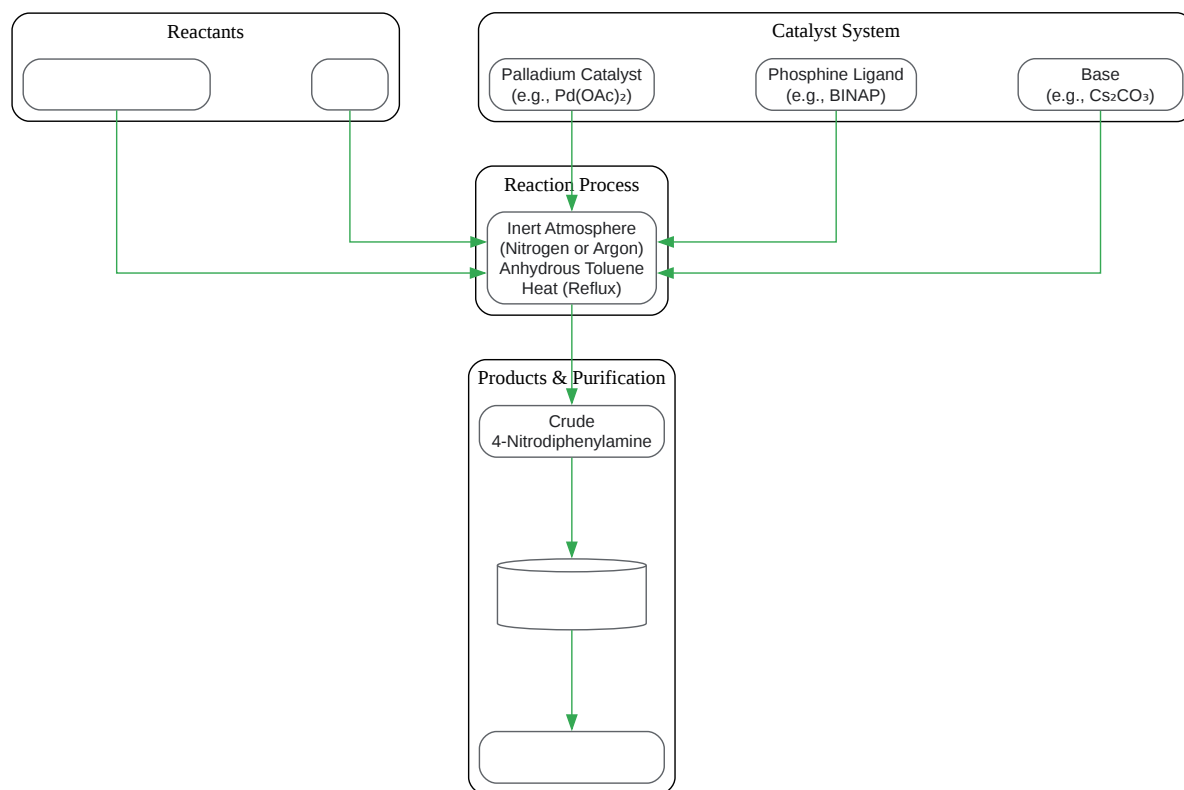 Reactants
Catalyst System
Palladium Catalyst
(e.g., Pd(OAc)₂)
Phosphine Ligand
(e.g., BINAP)
Base
(e.g., Cs₂CO₃)
Reaction Process
Inert Atmosphere
(Nitrogen or Argon)
Anhydrous Toluene
Heat (Reflux)
Products & Purification
Crude
4-Nitrodiphenylamine